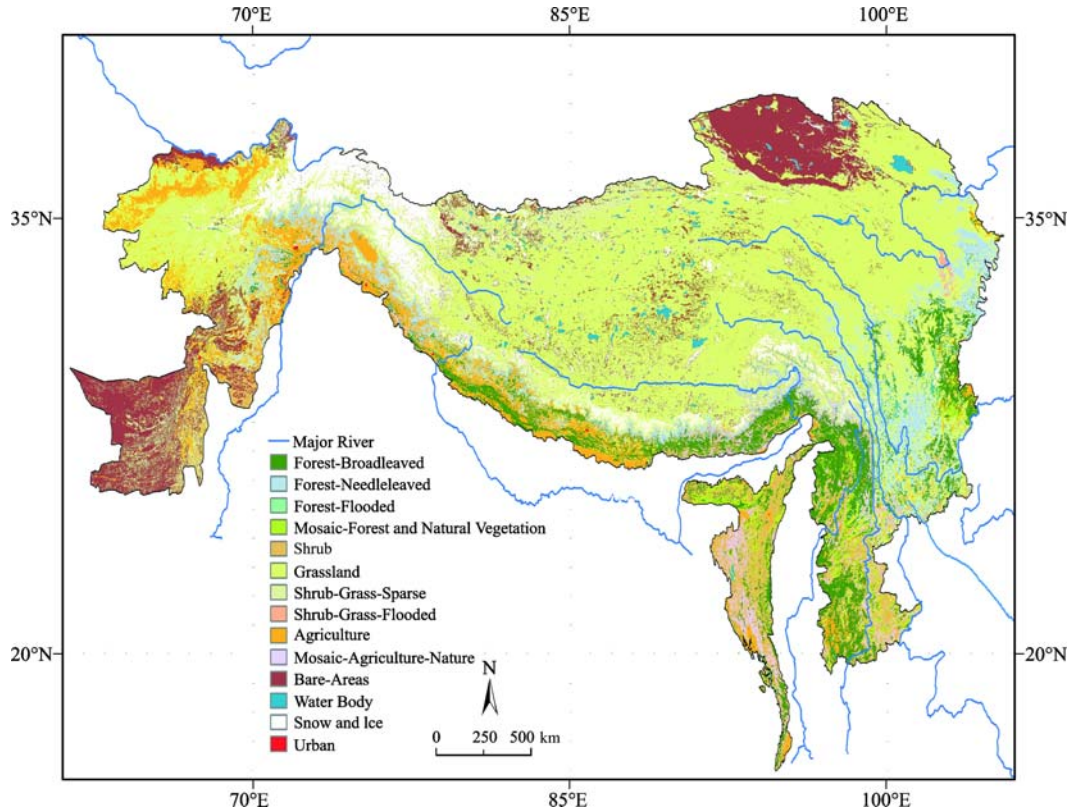 70°E 85°E 100°E
35°N 35°N
Major River
Forest-Broadleaved
Forest-Needleleaved
Forest-Flooded
Mosaic-Forest and Natural Vegetation
Shrub
Grassland
Shrub-Grass-Sparse
Shrub-Grass-Flooded
Agriculture
20°N 20°N
Mosaic-Agriculture-Nature
N
Bare-Areas
Water Body
Snow and Ice
0 250 500 km
Urban
70°E 85°E 100°E